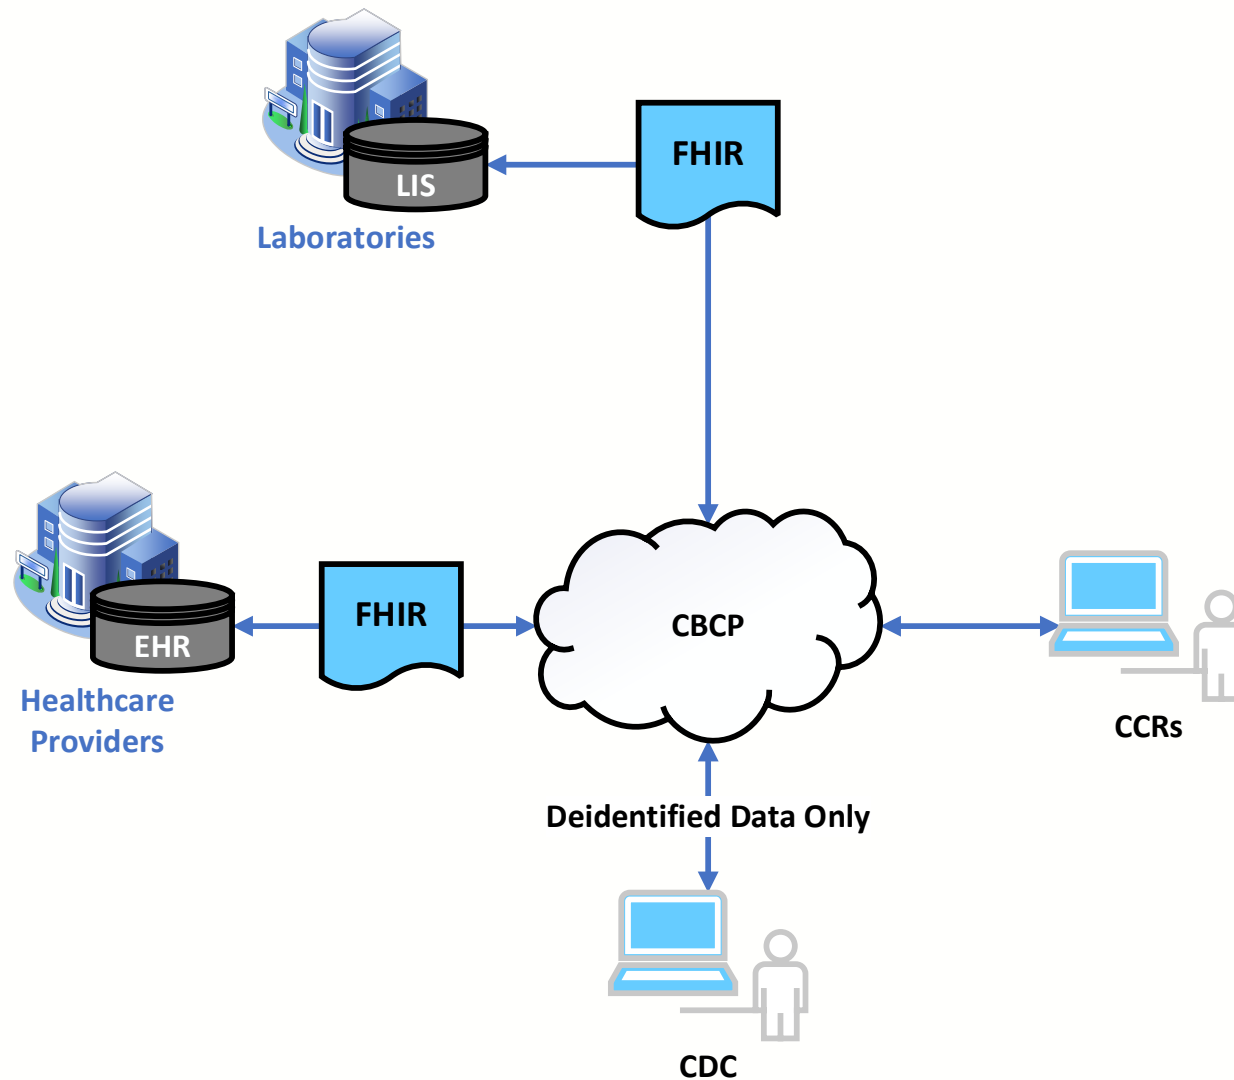 FHIR
LIS
Laboratories
FHIR
CBCP
EHR
Healthcare
Providers
CCRs
Deidentified Data Only
CDC